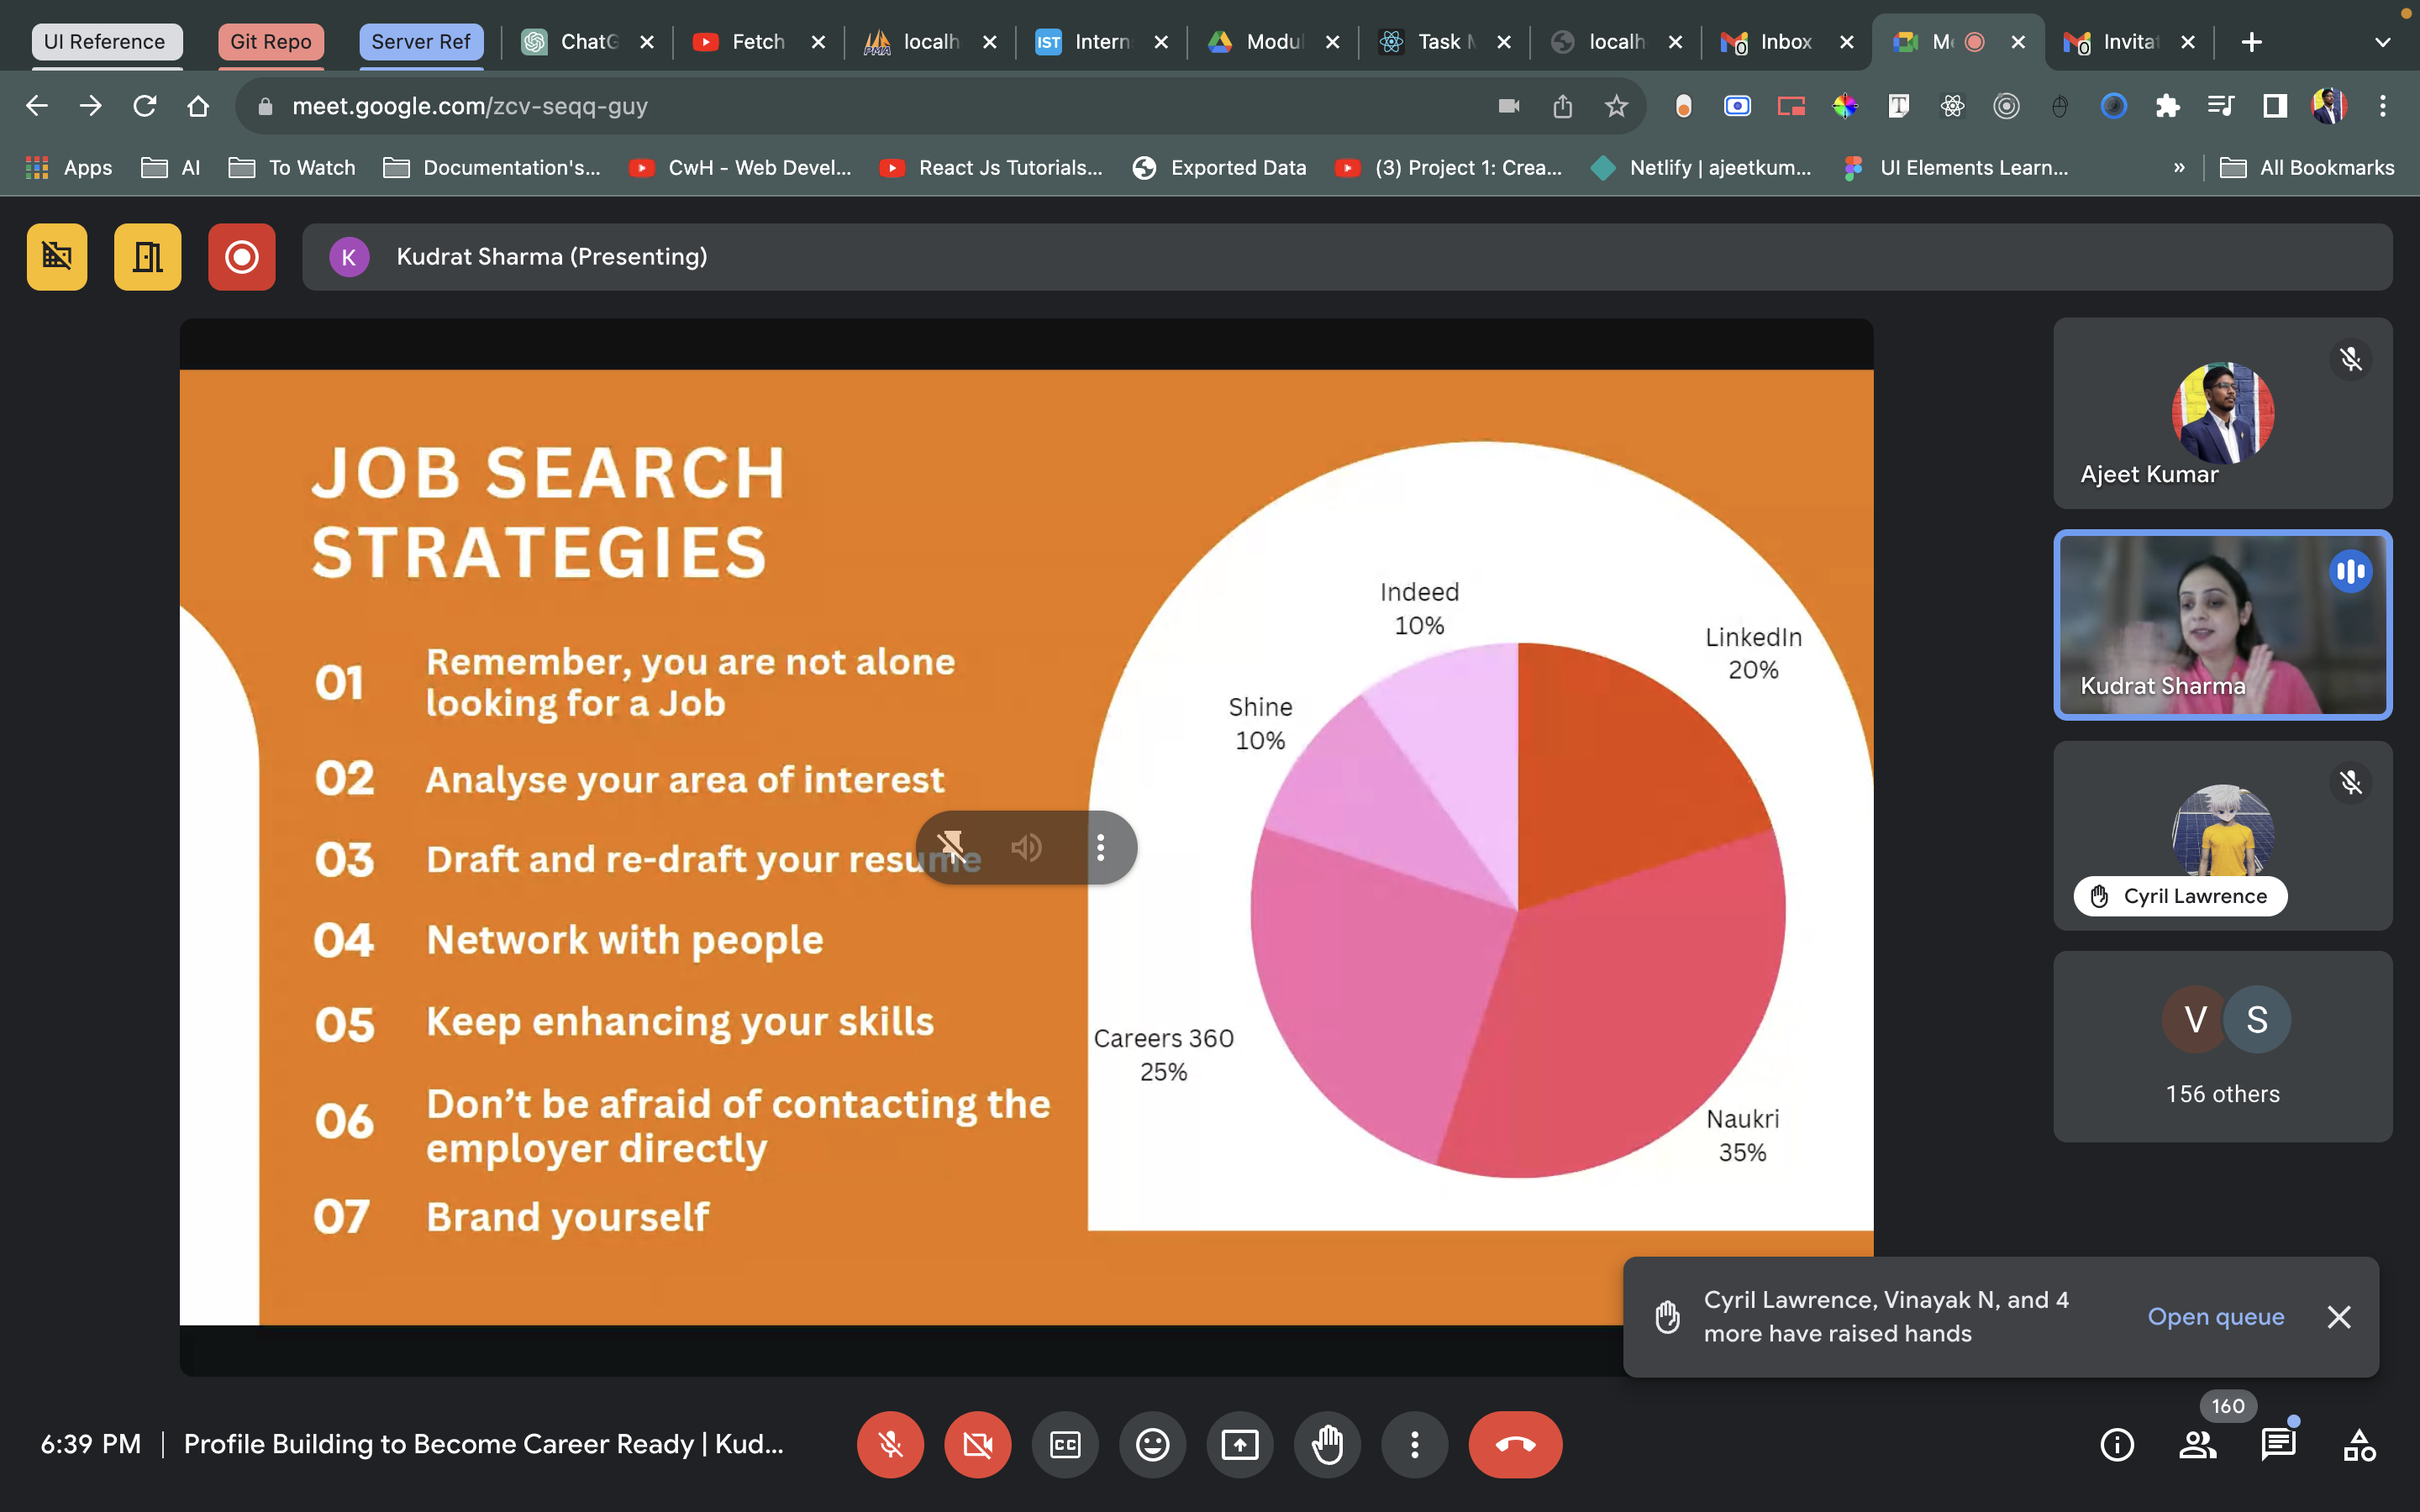 UI Reference
Git Repo
Server Ref
ChatG
Fetch
localh
IST
Intern
Modul
Task
localh
Inbox
Invitat
meet.google.com/zcv-seqq-guy
Apps
AI
To Watch
Documentation's...
CwH - Web Devel...
React Js Tutorials...
Exported Data
(3) Project 1: Crea...
Netlify | ajeetkum...
UI Elements Learn...
» All Bookmarks
K
Kudrat Sharma (Presenting)
JOB SEARCH
STRATEGIES
01
Remember, you are not alone
looking for a Job
02
Analyse your area of interest
03
Draft and re-draft your resume
04
Network with people
05
Keep enhancing your skills
06
Don’t be afraid of contacting the
employer directly
07
Brand yourself
Indeed
10%
LinkedIn
20%
Shine
10%
Careers 360
25%
Naukri
35%
Ajeet Kumar
Kudrat Sharma
Cyril Lawrence
V S
156 others
Cyril Lawrence, Vinayak N, and 4
more have raised hands
Open queue
6:39 PM | Profile Building to Become Career Ready | Kud...
CC
160